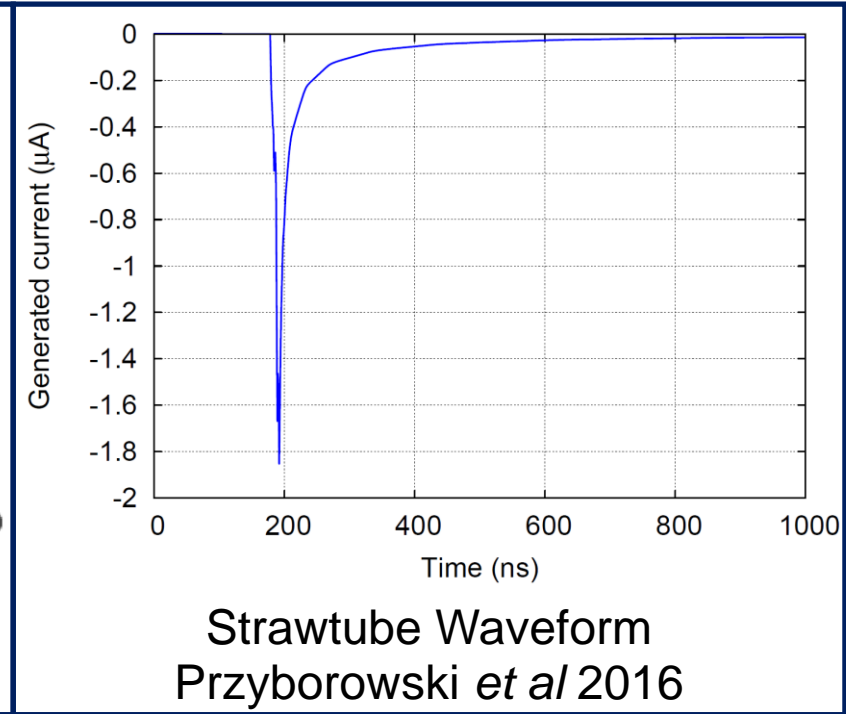 Generated current (μA)
0
-0.2
-0.4
-0.6
-0.8
-1
-1.2
-1.4
-1.6
-1.8
-2
0 200 400 600 800 1000
Time (ns)
Strawtube Waveform
Przyborowski et al 2016